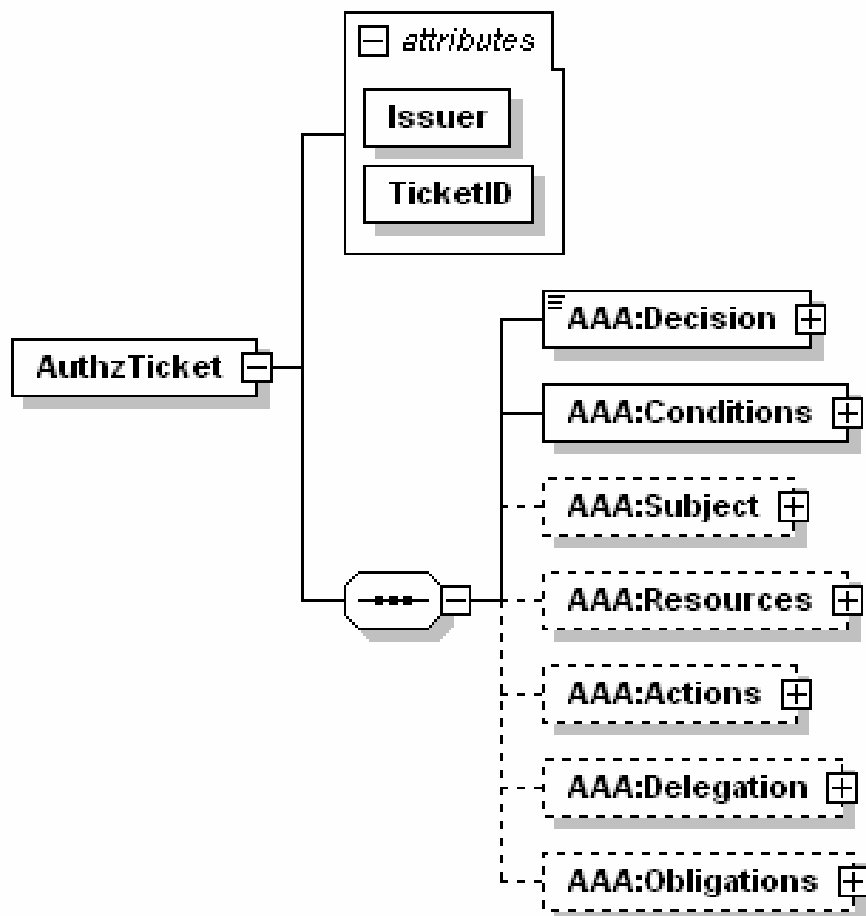 attributes
Issuer
TicketID
AuthzTicket
AAA:Decision
AAA:Conditions
AAA:Subject
AAA:Resources
AAA:Actions
AAA:Delegation
AAA:Obligations